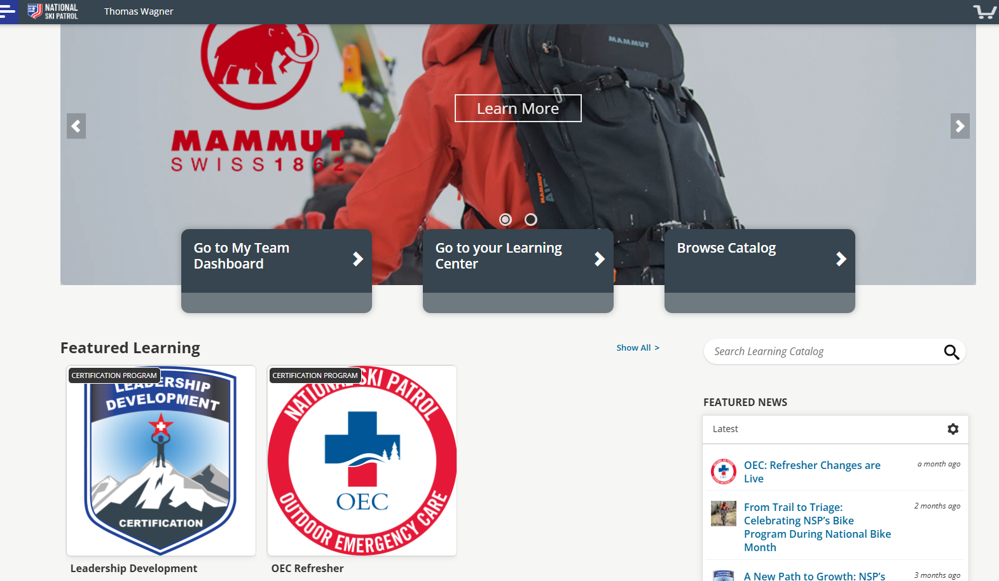 NATIONAL
SKI PATROL
Thomas Wagner
MAMMUT
MAMMUT
SWISS 1862
Learn More
MAMMUT
Go to My Team
Dashboard
Go to your Learning
Center
Browse Catalog
Featured Learning
Show All >
Search Learning Catalog
CERTIFICATION PROGRAM
LEADERSHIP
DEVELOPMENT
CERTIFICATION
Leadership Development
CERTIFICATION PROGRAM
NATIONAL SKI PATROL
OEC
OUTDOOR EMERGENCY CARE
OEC Refresher
FEATURED NEWS
Latest
OEC: Refresher Changes are
Live
a month ago
From Trail to Triage:
Celebrating NSP’s Bike
Program During National Bike
Month
2 months ago
A New Path to Growth: NSP’s
3 months ago